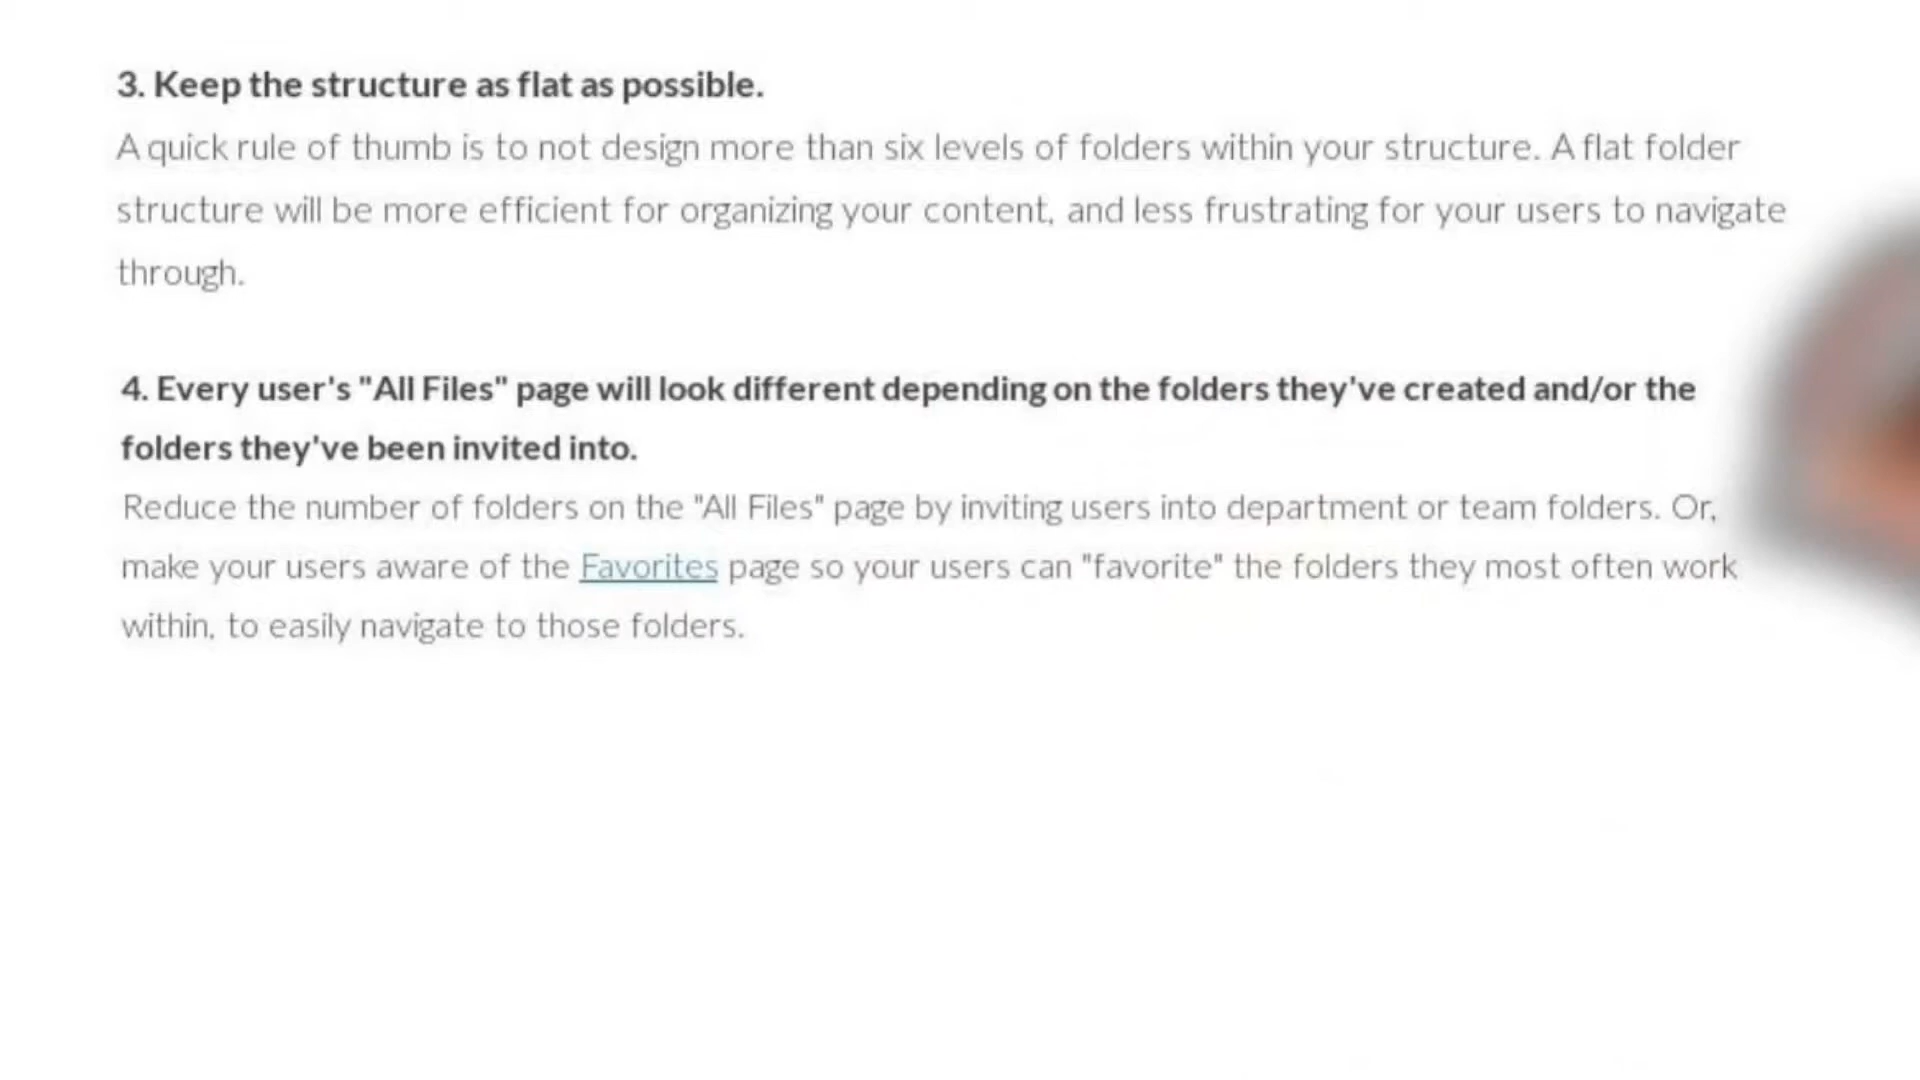 3. Keep the structure as flat as possible.
A quick rule of thumb is to not design more than six levels of folders within your structure. A flat folder
structure will be more efficient for organizing your content, and less frustrating for your users to navigate
through.
4. Every user's "All Files" page will look different depending on the folders they've created and/or the
folders they've been invited into.
Reduce the number of folders on the "All Files" page by inviting users into department or team folders. Or,
make your users aware of the Favorites page so your users can "favorite" the folders they most often work
within, to easily navigate to those folders.